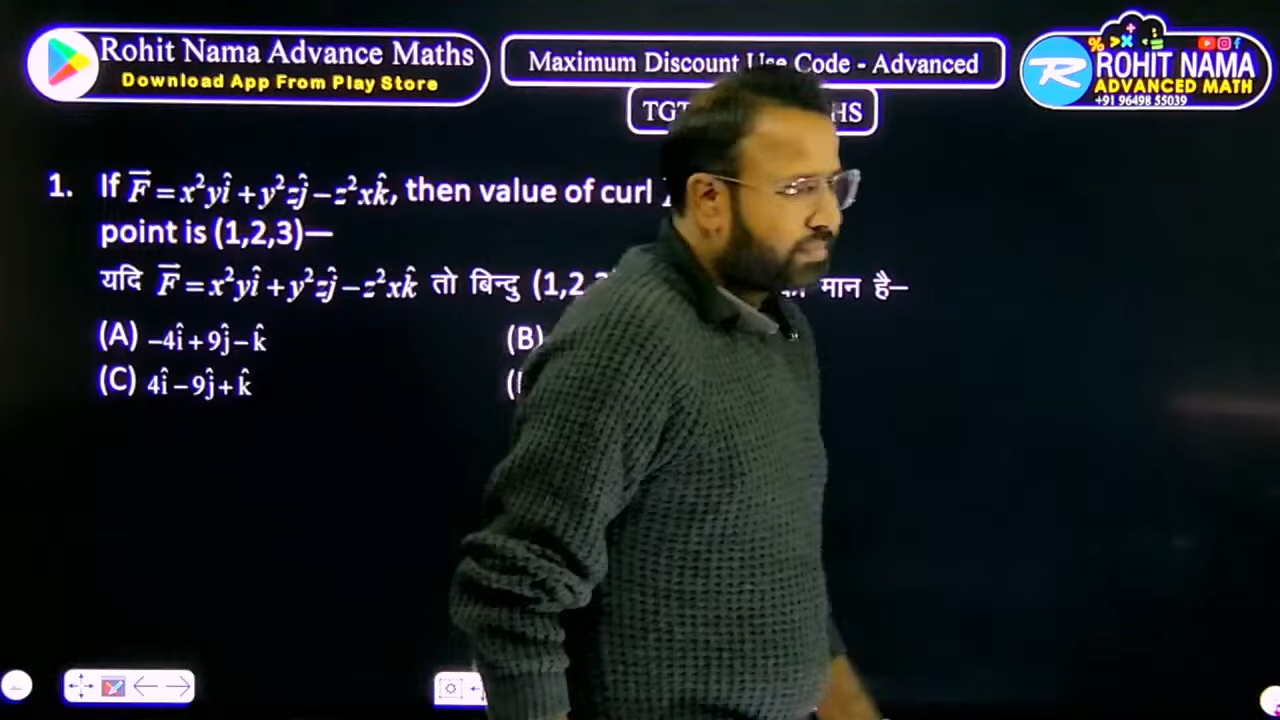 Rohit Nama Advance Maths
Download App From Play Store
Maximum Discount Use Code - Advanced
ROHIT NAMA
ADVANCED MATH
+91 96498 55039
TGT HS
1. If F⃗ = x²yî + y²zĵ − z²xk̂, then value of curl
point is (1,2,3)—
यदि F⃗ = x²yî + y²zĵ − z²xk̂ तो बिन्दु (1,2 मान है–
(A) −4î + 9ĵ − k̂ (B)
(C) 4î − 9ĵ + k̂